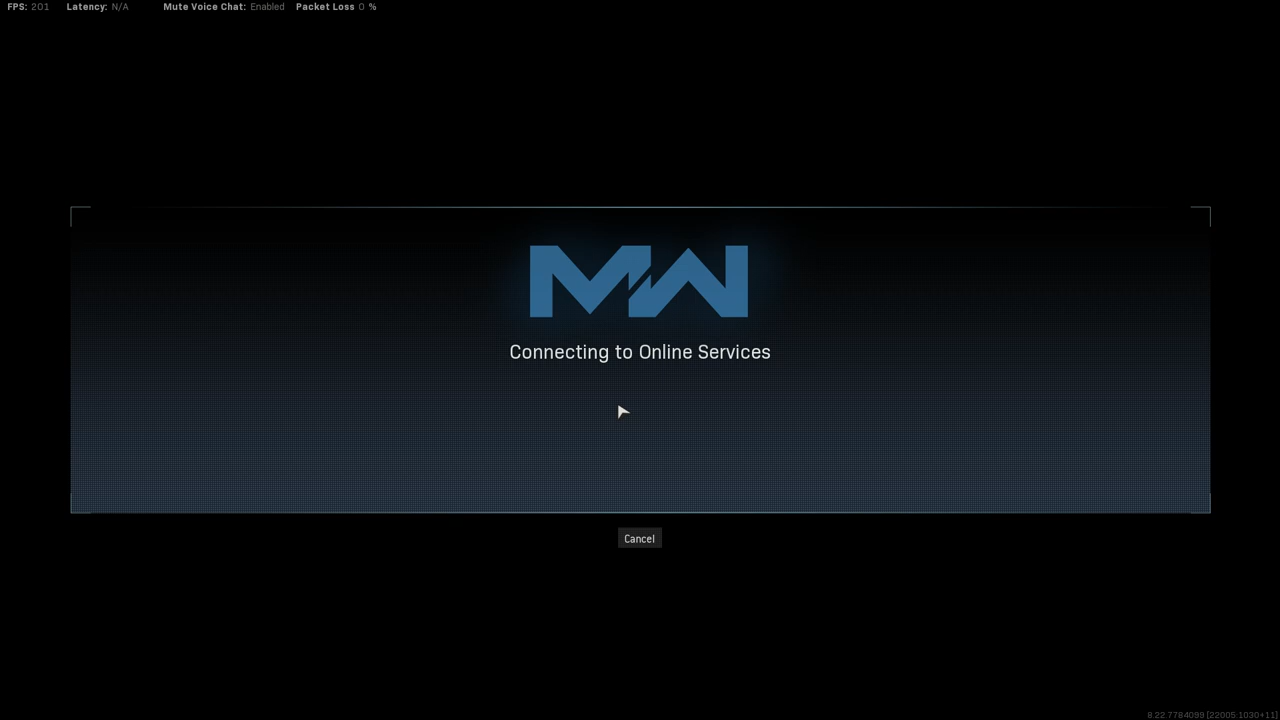 FPS: 201 Latency: N/A Mute Voice Chat: Enabled Packet Loss 0 %
MW
Connecting to Online Services
Cancel
8.22.7784099 [22005:1030+11]